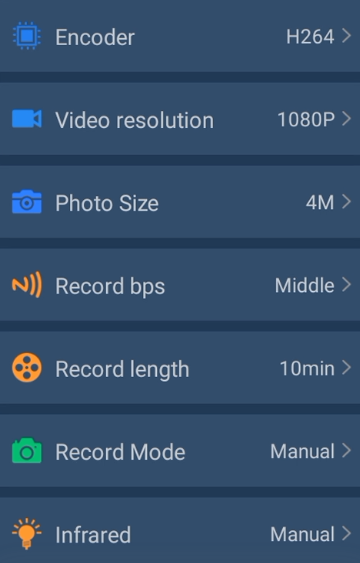 Encoder H264
Video resolution 1080P
Photo Size 4M
Record bps Middle
Record length 10min
Record Mode Manual
Infrared Manual